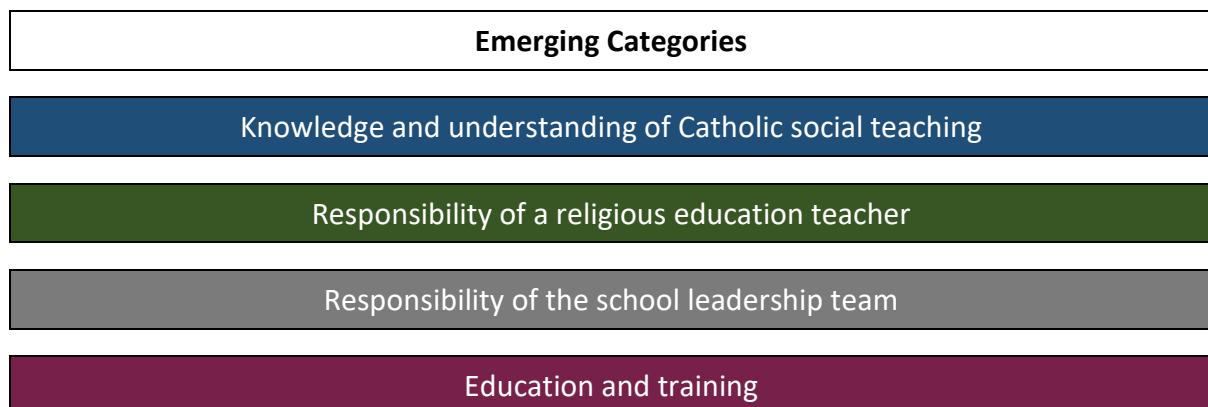 Emerging Categories
Knowledge and understanding of Catholic social teaching
Responsibility of a religious education teacher
Responsibility of the school leadership team
Education and training